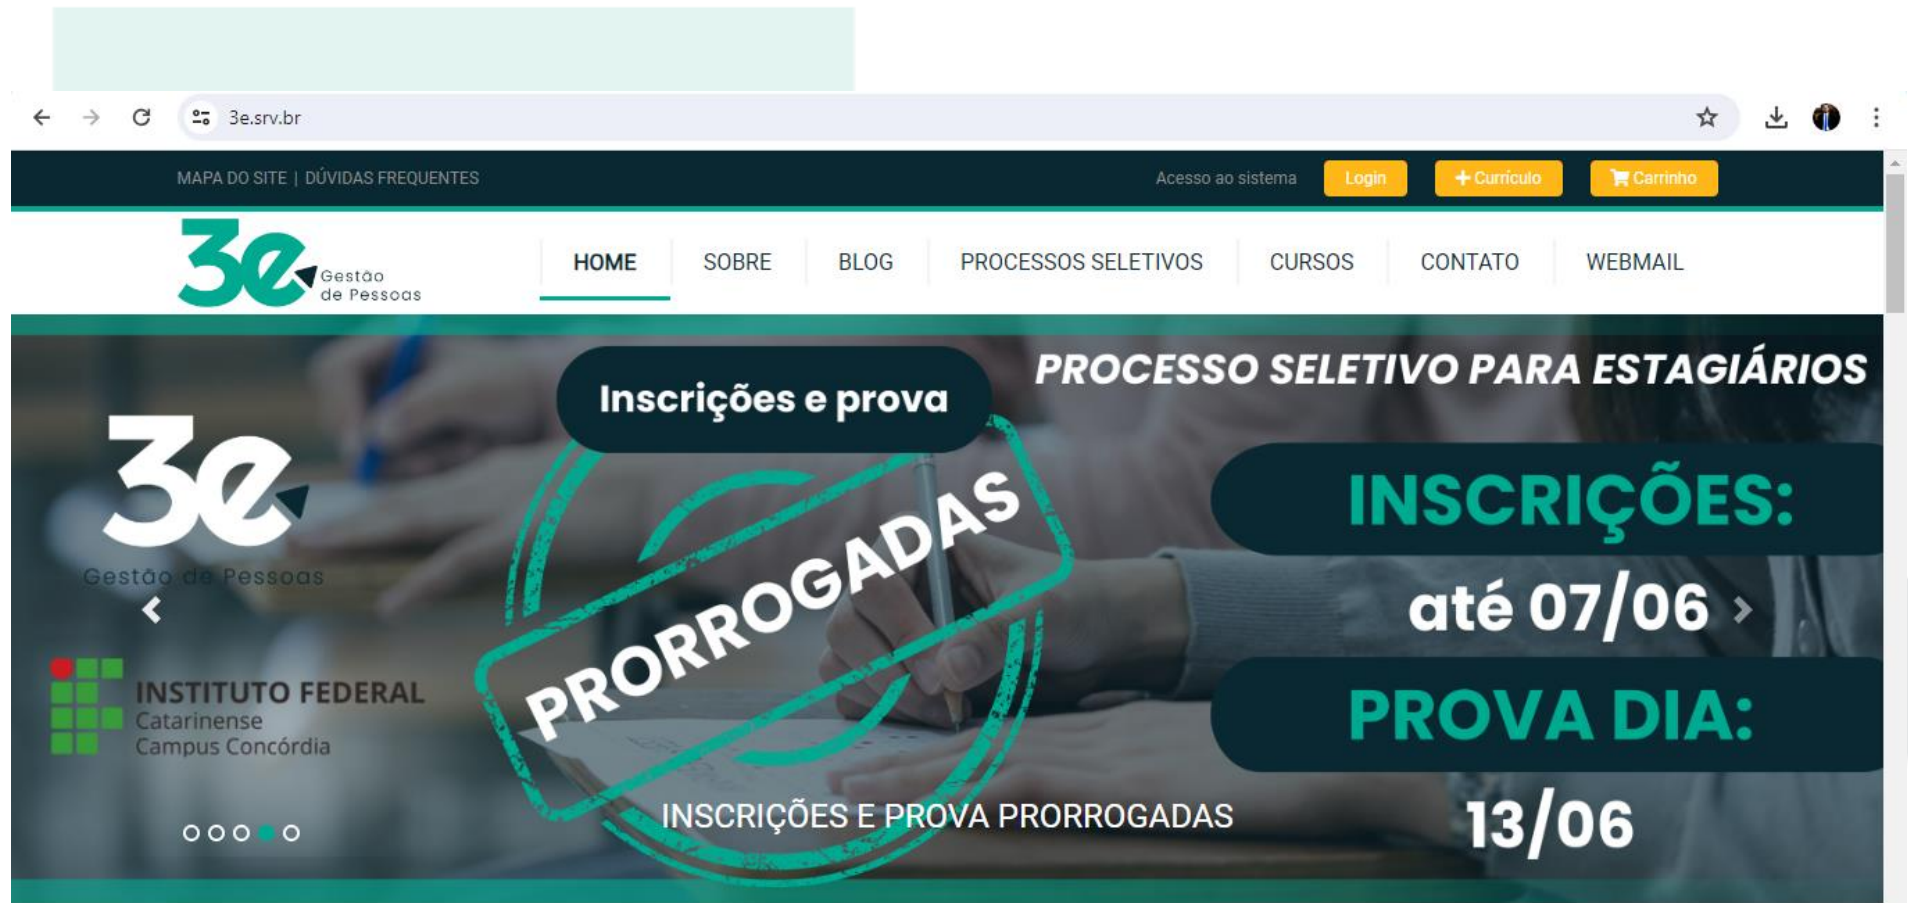 3e.srv.br
MAPA DO SITE | DÚVIDAS FREQUENTES
Acesso ao sistema
Login
Currículo
Carrinho
3e Gestão
de Pessoas
HOME
SOBRE
BLOG
PROCESSOS SELETIVOS
CURSOS
CONTATO
WEBMAIL
3e
Gestão de Pessoas
INSTITUTO FEDERAL
Catarinense
Campus Concórdia
Inscrições e prova
PRORROGADAS
INSCRIÇÕES E PROVA PRORROGADAS
PROCESSO SELETIVO PARA ESTAGIÁRIOS
INSCRIÇÕES:
até 07/06
PROVA DIA:
13/06